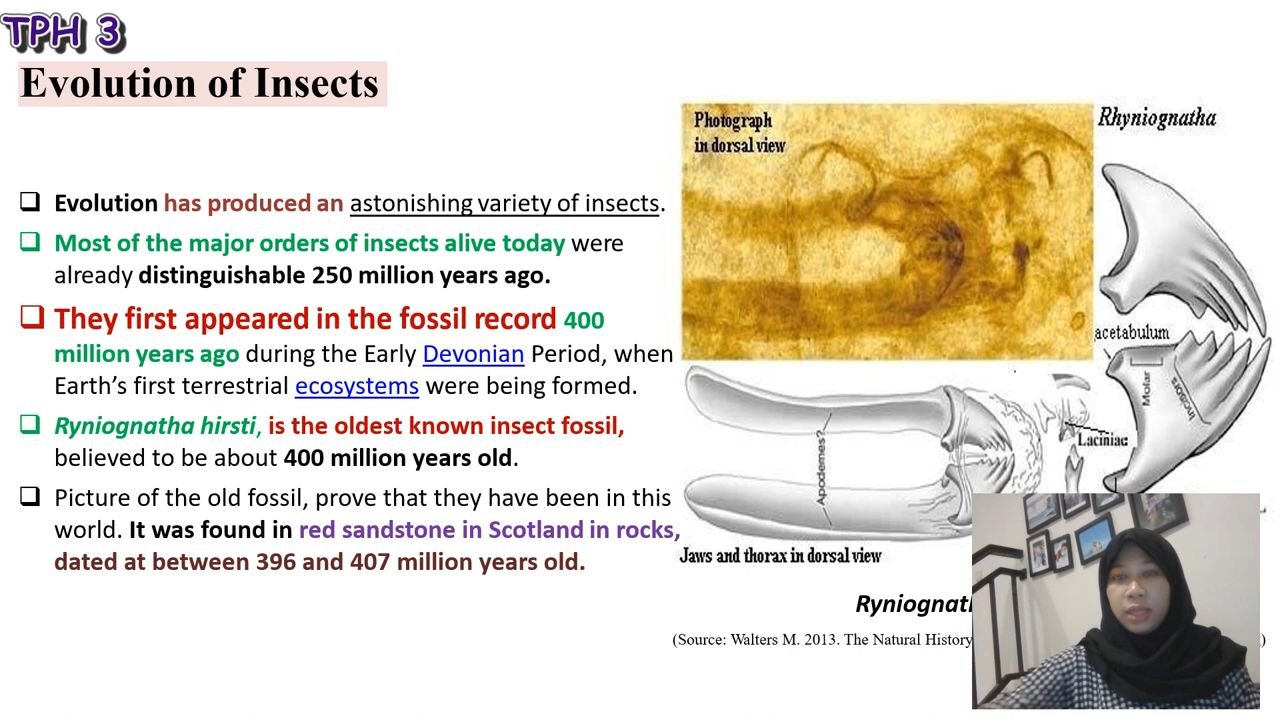 TPH 3
Evolution of Insects
Evolution has produced an astonishing variety of insects.
Most of the major orders of insects alive today were
already distinguishable 250 million years ago.
They first appeared in the fossil record 400
million years ago during the Early Devonian Period, when
Earth's first terrestrial ecosystems were being formed.
Ryniognatha hirsti, is the oldest known insect fossil,
believed to be about 400 million years old.
Picture of the old fossil, prove that they have been in this
world. It was found in red sandstone in Scotland in rocks,
dated at between 396 and 407 million years old.
Photograph
in dorsal view
Rhyniognatha
acetabulum
Molar
Incisors
Laciniae
Apodemes?
Jaws and thorax in dorsal view
(Source: Walters M. 2013. The Natural History